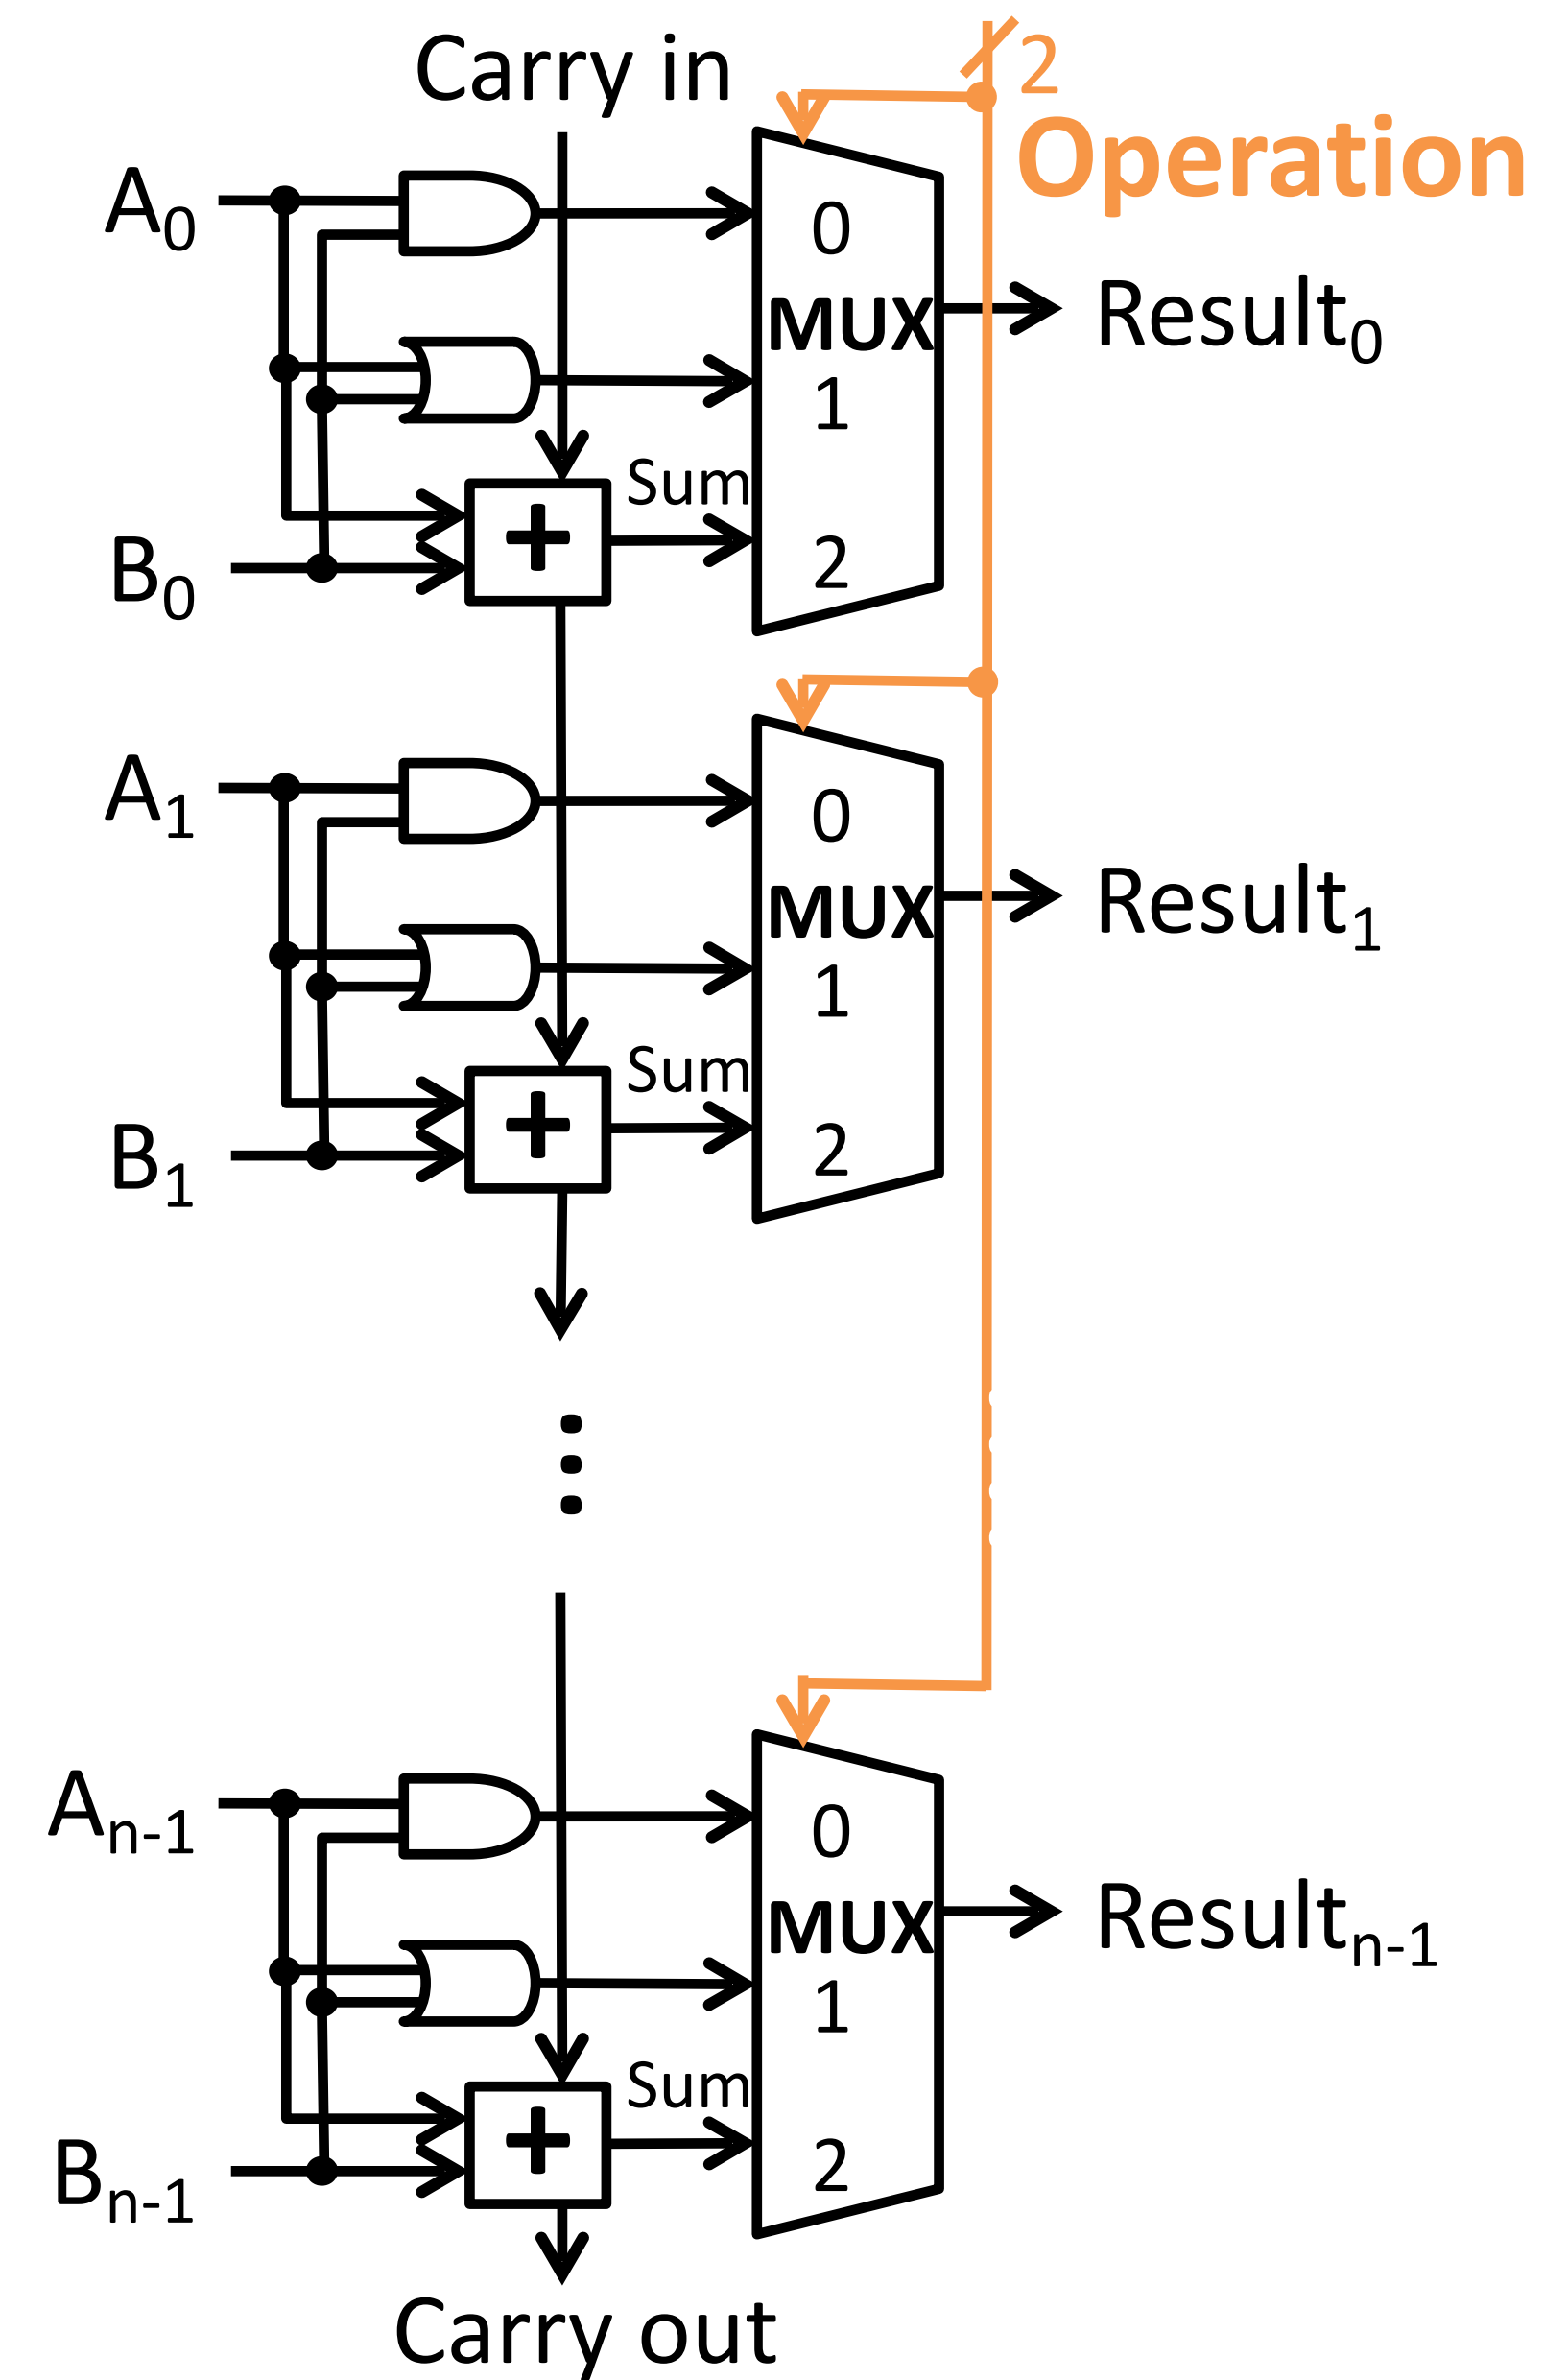 Carry in
2
Operation
A0
0
MUX
Result0
1
Sum
+
2
B0
A1
0
MUX
Result1
1
Sum
+
2
B1
An-1
0
MUX
Resultn-1
1
Sum
+
2
Bn-1
Carry out